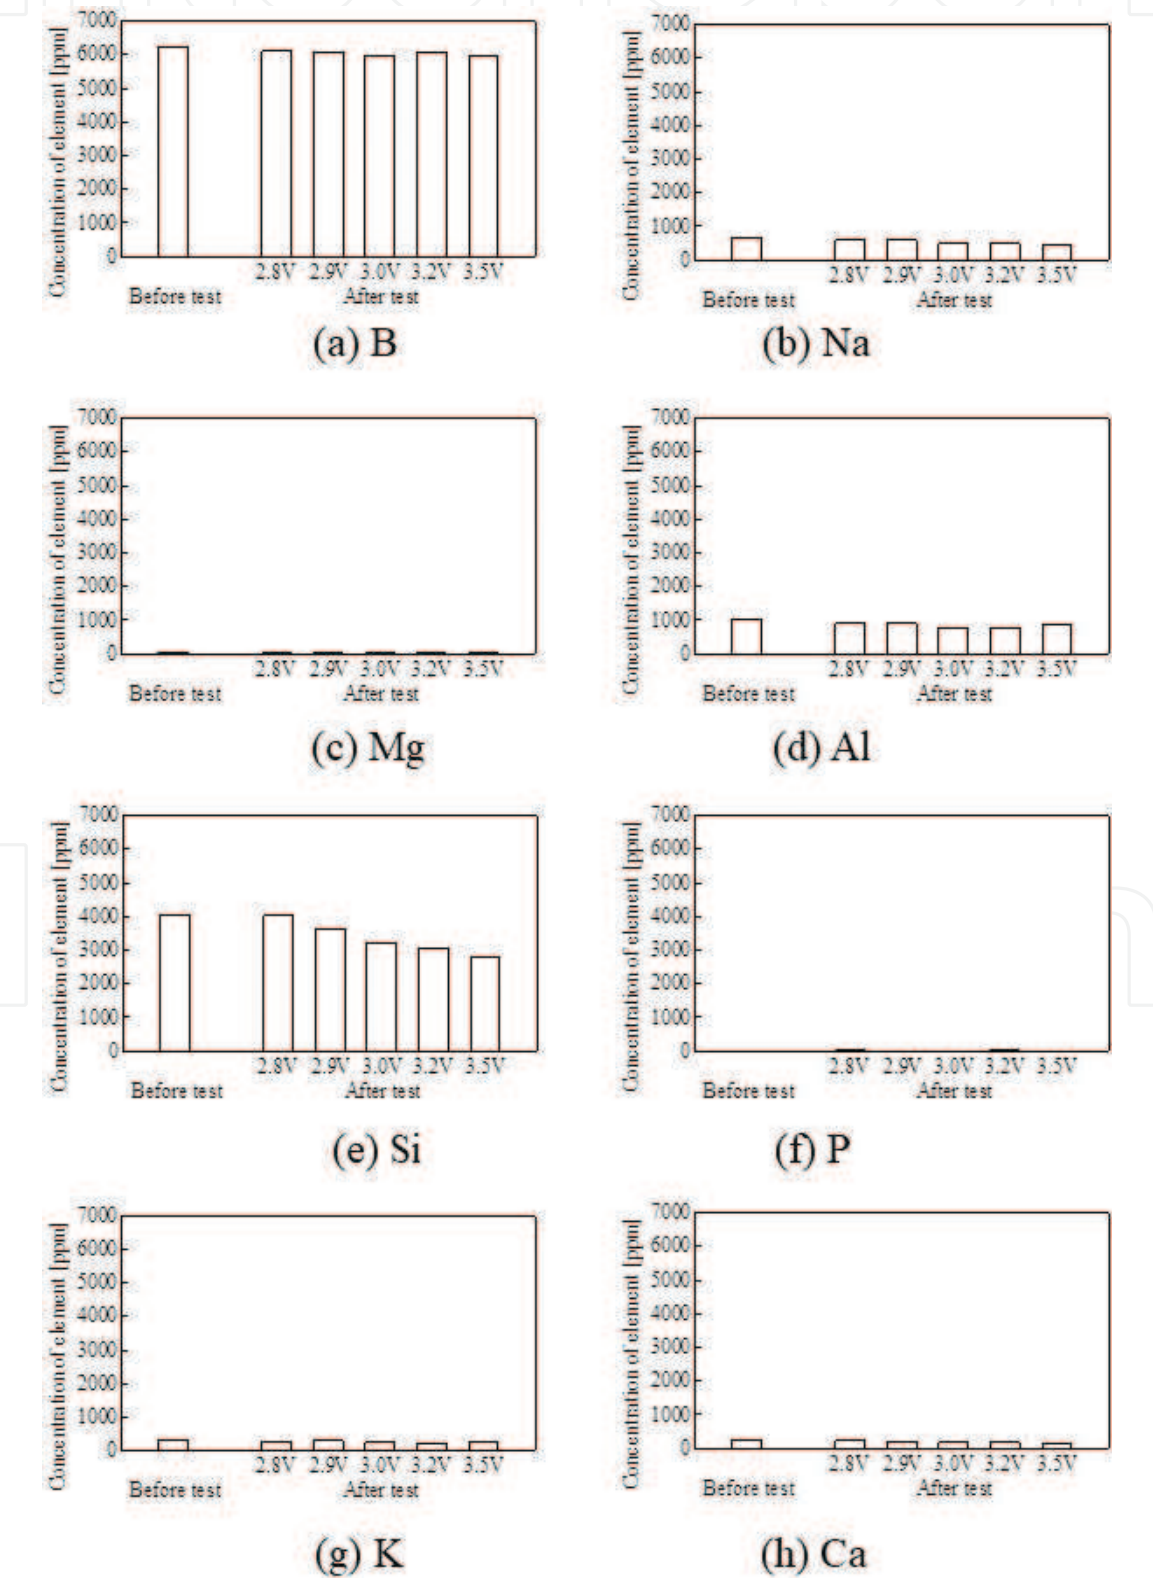 7000
6000
5000
4000
3000
2000
1000
0
Concentration of element [ppm]
2.8V 2.9V 3.0V 3.2V 3.5V
Before test After test
(a) B
7000
6000
5000
4000
3000
2000
1000
0
Concentration of element [ppm]
2.8V 2.9V 3.0V 3.2V 3.5V
Before test After test
(b) Na
7000
6000
5000
4000
3000
2000
1000
0
Concentration of element [ppm]
2.8V 2.9V 3.0V 3.2V 3.5V
Before test After test
(c) Mg
7000
6000
5000
4000
3000
2000
1000
0
Concentration of element [ppm]
2.8V 2.9V 3.0V 3.2V 3.5V
Before test After test
(d) Al
7000
6000
5000
4000
3000
2000
1000
0
Concentration of element [ppm]
2.8V 2.9V 3.0V 3.2V 3.5V
Before test After test
(e) Si
7000
6000
5000
4000
3000
2000
1000
0
Concentration of element [ppm]
2.8V 2.9V 3.0V 3.2V 3.5V
Before test After test
(f) P
7000
6000
5000
4000
3000
2000
1000
0
Concentration of element [ppm]
2.8V 2.9V 3.0V 3.2V 3.5V
Before test After test
(g) K
7000
6000
5000
4000
3000
2000
1000
0
Concentration of element [ppm]
2.8V 2.9V 3.0V 3.2V 3.5V
Before test After test
(h) Ca